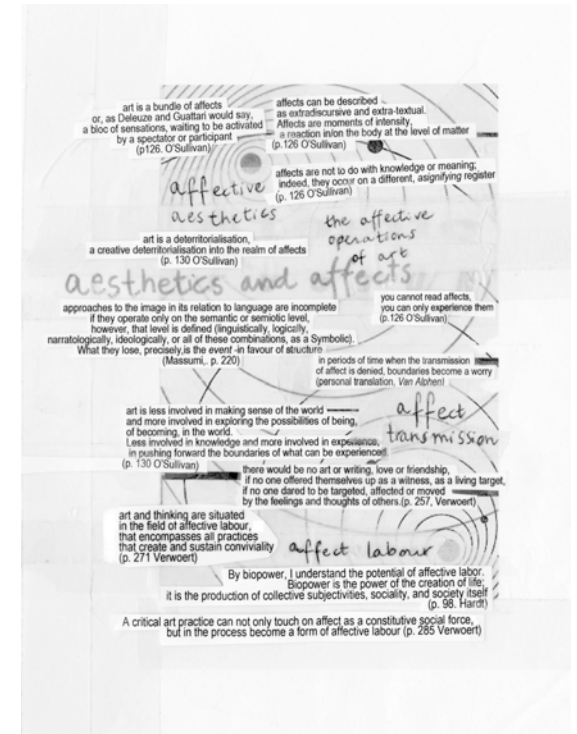 art is a bundle of affects
or, as Deleuze and Guattari would say,
a bloc of sensations, waiting to be activated
by a spectator or participant
(p126. O'Sullivan)
affects can be described
as extradiscursive and extra-textual.
Affects are moments of intensity,
a reaction in/on the body at the level of matter
(p.126 O'Sullivan)
affects are not to do with knowledge or meaning;
indeed, they occur on a different, asignifying register
(p. 126 O'Sullivan)
affective
aesthetics
the affective
operations
of art
art is a deterritorialisation,
a creative deterritorialisation into the realm of affects
(p. 130 O'Sullivan)
aesthetics and affects
you cannot read affects,
you can only experience them
(p.126 O'Sullivan)
approaches to the image in its relation to language are incomplete
if they operate only on the semantic or semiotic level,
however, that level is defined (linguistically, logically,
narratologically, ideologically, or all of these combinations, as a Symbolic).
What they lose, precisely,is the event -in favour of structure
(Massumi,. p. 220)
in periods of time when the transmission
of affect is denied, boundaries become a worry
(personal translation, Van Alphen)
art is less involved in making sense of the world
and more involved in exploring the possibilities of being,
of becoming, in the world.
Less involved in knowledge and more involved in experience,
in pushing forward the boundaries of what can be experienced
(p. 130 O'Sullivan)
affect
transmission
there would be no art or writing, love or friendship,
if no one offered themselves up as a witness, as a living target,
if no one dared to be targeted, affected or moved
by the feelings and thoughts of others.(p. 257, Verwoert)
art and thinking are situated
in the field of affective labour,
that encompasses all practices
that create and sustain conviviality
(p. 271 Verwoert)
affect labour
By biopower, I understand the potential of affective labor.
Biopower is the power of the creation of life;
it is the production of collective subjectivities, sociality, and society itself
(p. 98. Hardt)
A critical art practice can not only touch on affect as a constitutive social force,
but in the process become a form of affective labour (p. 285 Verwoert)